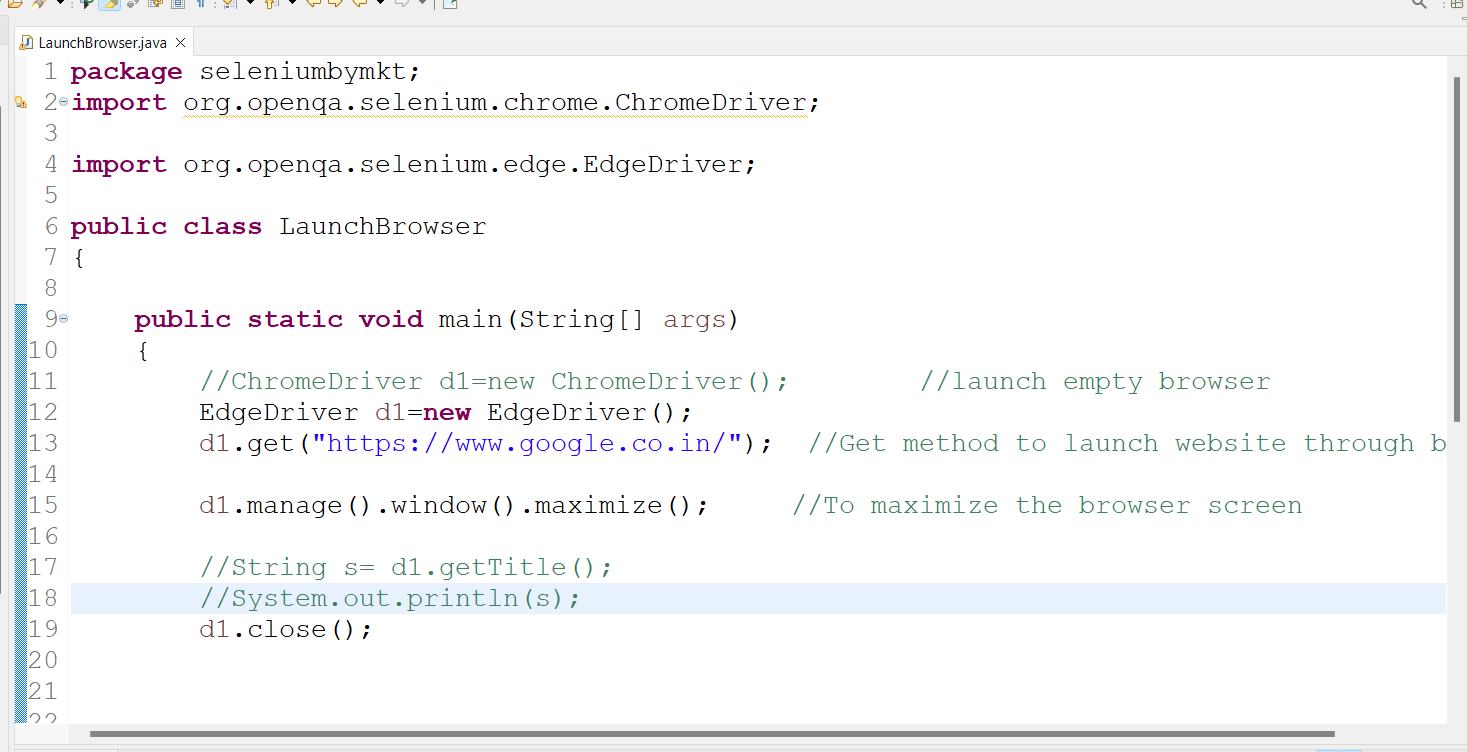 LaunchBrowser.java
1 package seleniumbymkt;
2 import org.openqa.selenium.chrome.ChromeDriver;
3
4 import org.openqa.selenium.edge.EdgeDriver;
5
6 public class LaunchBrowser
7 {
8
9 public static void main(String[] args)
10 {
11 //ChromeDriver d1=new ChromeDriver(); //launch empty browser
12 EdgeDriver d1=new EdgeDriver();
13 d1.get("https://www.google.co.in/"); //Get method to launch website through b
14
15 d1.manage().window().maximize(); //To maximize the browser screen
16
17 //String s= d1.getTitle();
18 //System.out.println(s);
19 d1.close();
20
21
22